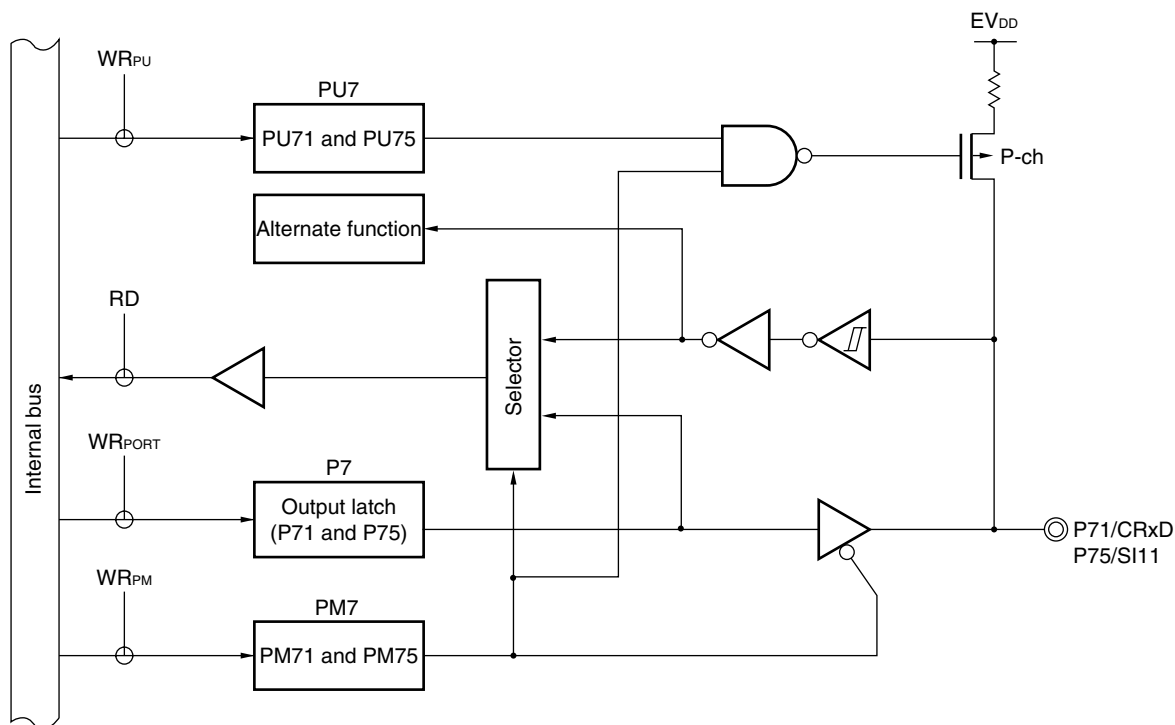 EVDD
WRPU
PU7
PU71 and PU75
P-ch
Alternate function
RD
Selector
Internal bus
WRPORT
P7
Output latch
(P71 and P75)
P71/CRxD
P75/SI11
WRPM
PM7
PM71 and PM75